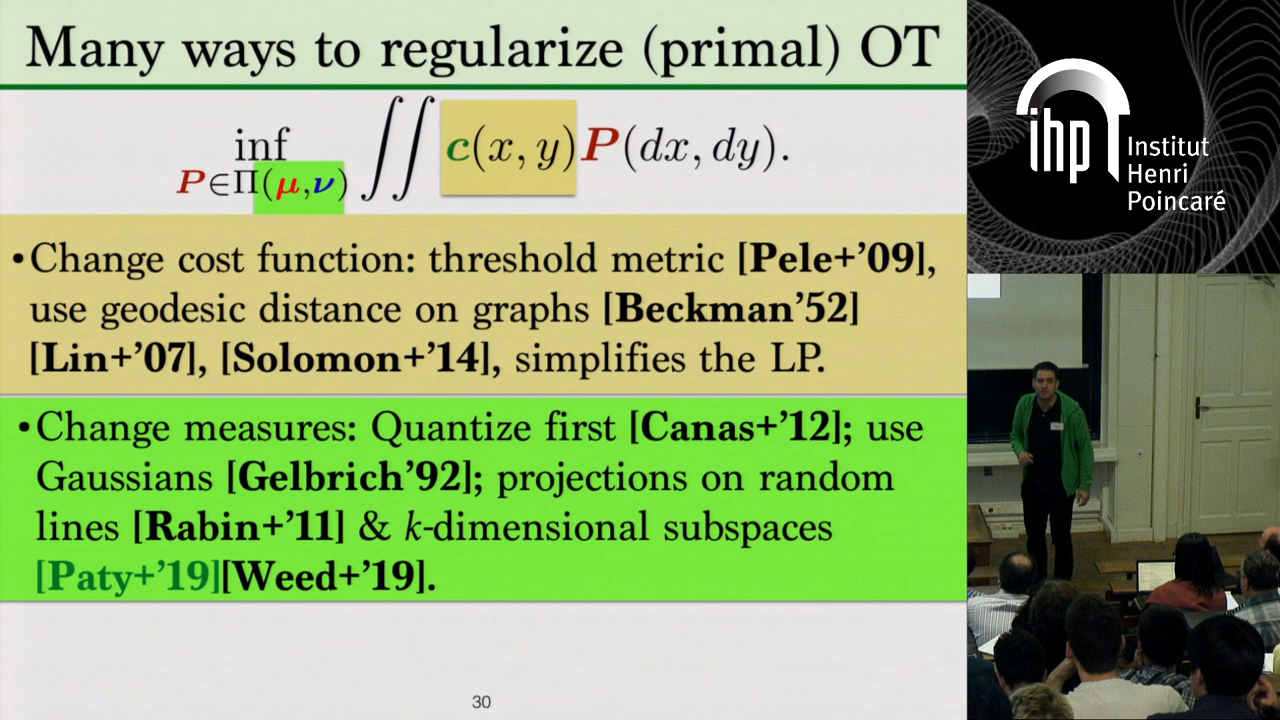 Many ways to regularize (primal) OT
inf ∬ c(x, y)P(dx, dy).
P∈Π(μ,ν)
•Change cost function: threshold metric [Pele+’09],
use geodesic distance on graphs [Beckman’52]
[Lin+’07], [Solomon+’14], simplifies the LP.
•Change measures: Quantize first [Canas+’12]; use
Gaussians [Gelbrich’92]; projections on random
lines [Rabin+’11] & k-dimensional subspaces
[Paty+’19][Weed+’19].
30
ihp
Institut
Henri
Poincaré